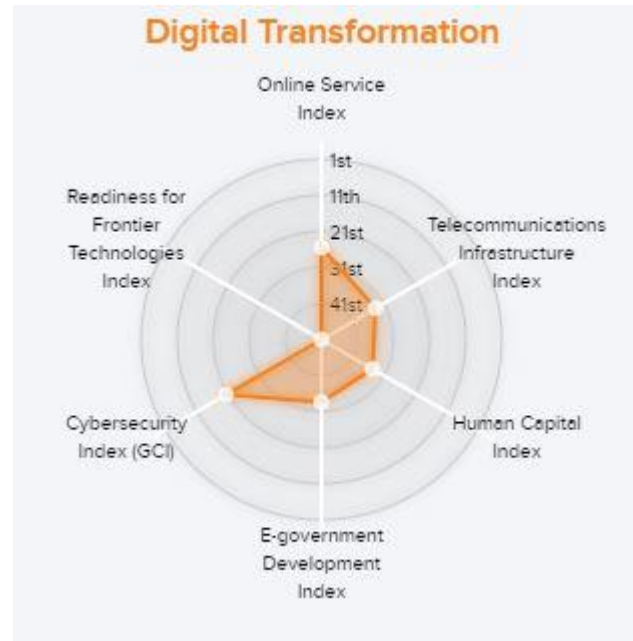 Digital Transformation
Online Service
Index
1st
11th
21st
31st
41st
Telecommunications
Infrastructure
Index
Human Capital
Index
E-government
Development
Index
Cybersecurity
Index (GCI)
Readiness for
Frontier
Technologies
Index